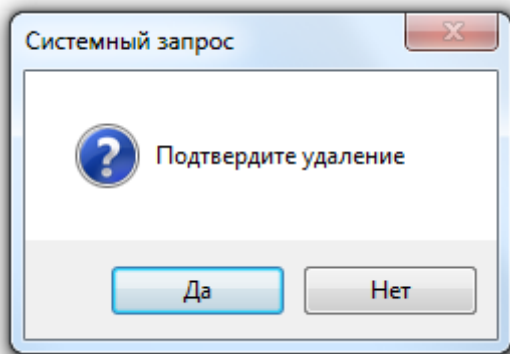 Системный запрос
Подтвердите удаление
Да
Нет